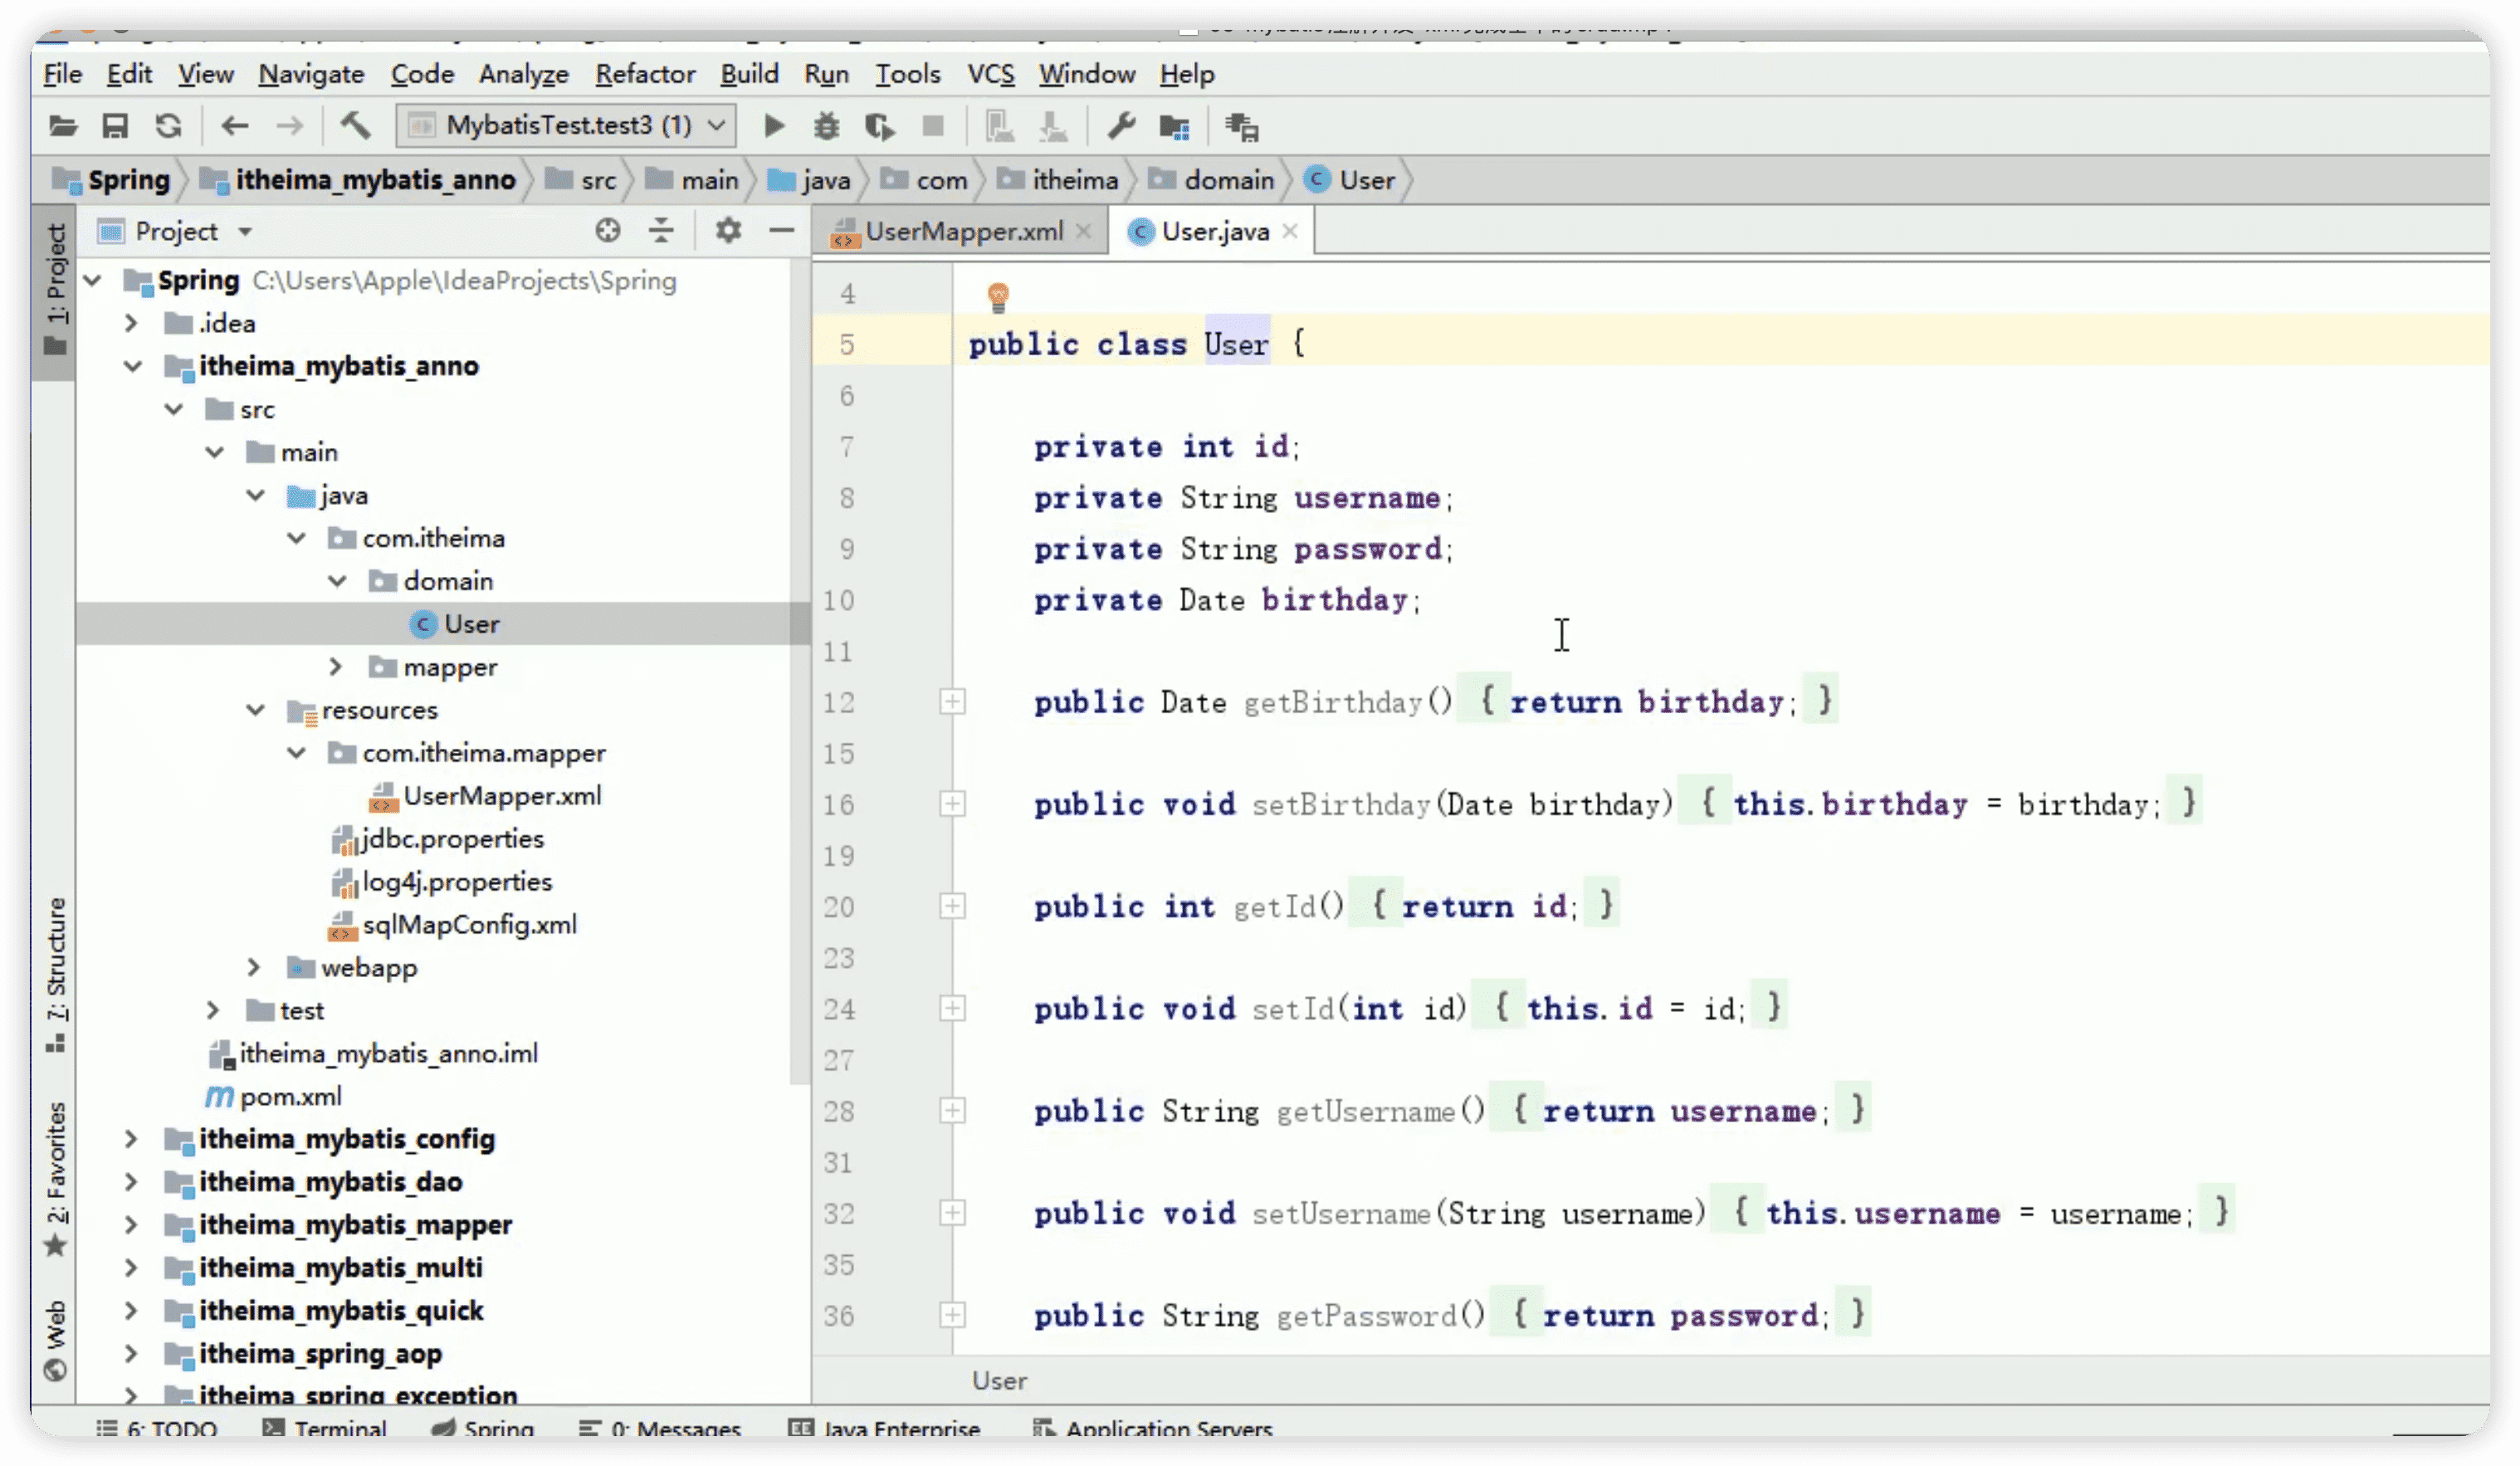 File Edit View Navigate Code Analyze Refactor Build Run Tools VCS Window Help
MybatisTest.test3 (1)
Spring itheima_mybatis_anno src main java com itheima domain User
1: Project
7: Structure
2: Favorites
Web
Project
Spring C:\Users\Apple\IdeaProjects\Spring
.idea
itheima_mybatis_anno
src
main
java
com.itheima
domain
User
mapper
resources
com.itheima.mapper
UserMapper.xml
jdbc.properties
log4j.properties
sqlMapConfig.xml
webapp
test
itheima_mybatis_anno.iml
pom.xml
itheima_mybatis_config
itheima_mybatis_dao
itheima_mybatis_mapper
itheima_mybatis_multi
itheima_mybatis_quick
itheima_spring_aop
itheima_spring_exception
UserMapper.xml User.java
4
5 public class User {
6
7 private int id;
8 private String username;
9 private String password;
10 private Date birthday;
11
12 public Date getBirthday() { return birthday; }
15
16 public void setBirthday(Date birthday) { this.birthday = birthday; }
19
20 public int getId() { return id; }
23
24 public void setId(int id) { this.id = id; }
27
28 public String getUsername() { return username; }
31
32 public void setUsername(String username) { this.username = username; }
35
36 public String getPassword() { return password; }
User
6: TODO Terminal Spring 0: Messages Java Enterprise Application Servers